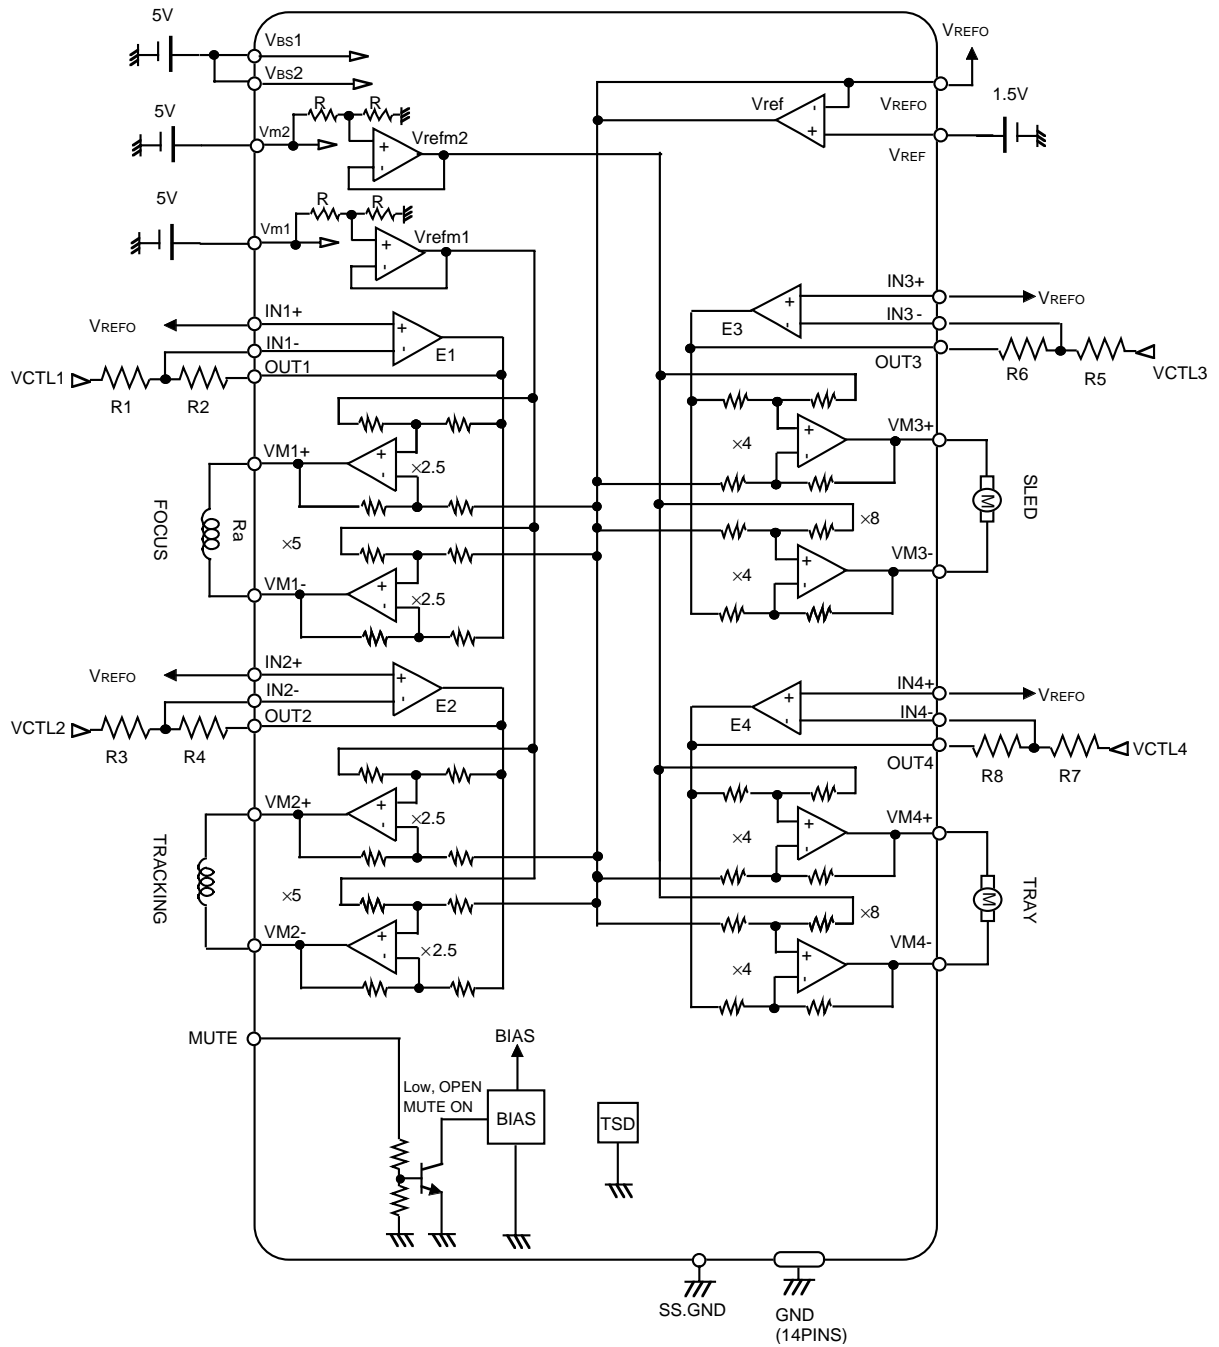 5V
VBS1
VBS2
5V
Vm2
R R
Vrefm2
5V
Vm1
R R
Vrefm1
VREFO
VREFO
Vref
1.5V
VREF
VREFO
IN1+
IN1-
OUT1
E1
VCTL1
R1 R2
VM1+
×2.5
FOCUS
Ra
×5
VM1-
×2.5
VREFO
IN2+
IN2-
OUT2
E2
VCTL2
R3 R4
VM2+
×2.5
TRACKING
×5
VM2-
×2.5
IN3+
VREFO
IN3-
E3
OUT3
R6 R5
VCTL3
VM3+
×4
M
SLED
×8
VM3-
×4
IN4+
VREFO
IN4-
E4
OUT4
R8 R7
VCTL4
VM4+
×4
M
TRAY
×8
VM4-
×4
MUTE
BIAS
Low, OPEN
MUTE ON
BIAS
TSD
SS.GND
GND
(14PINS)